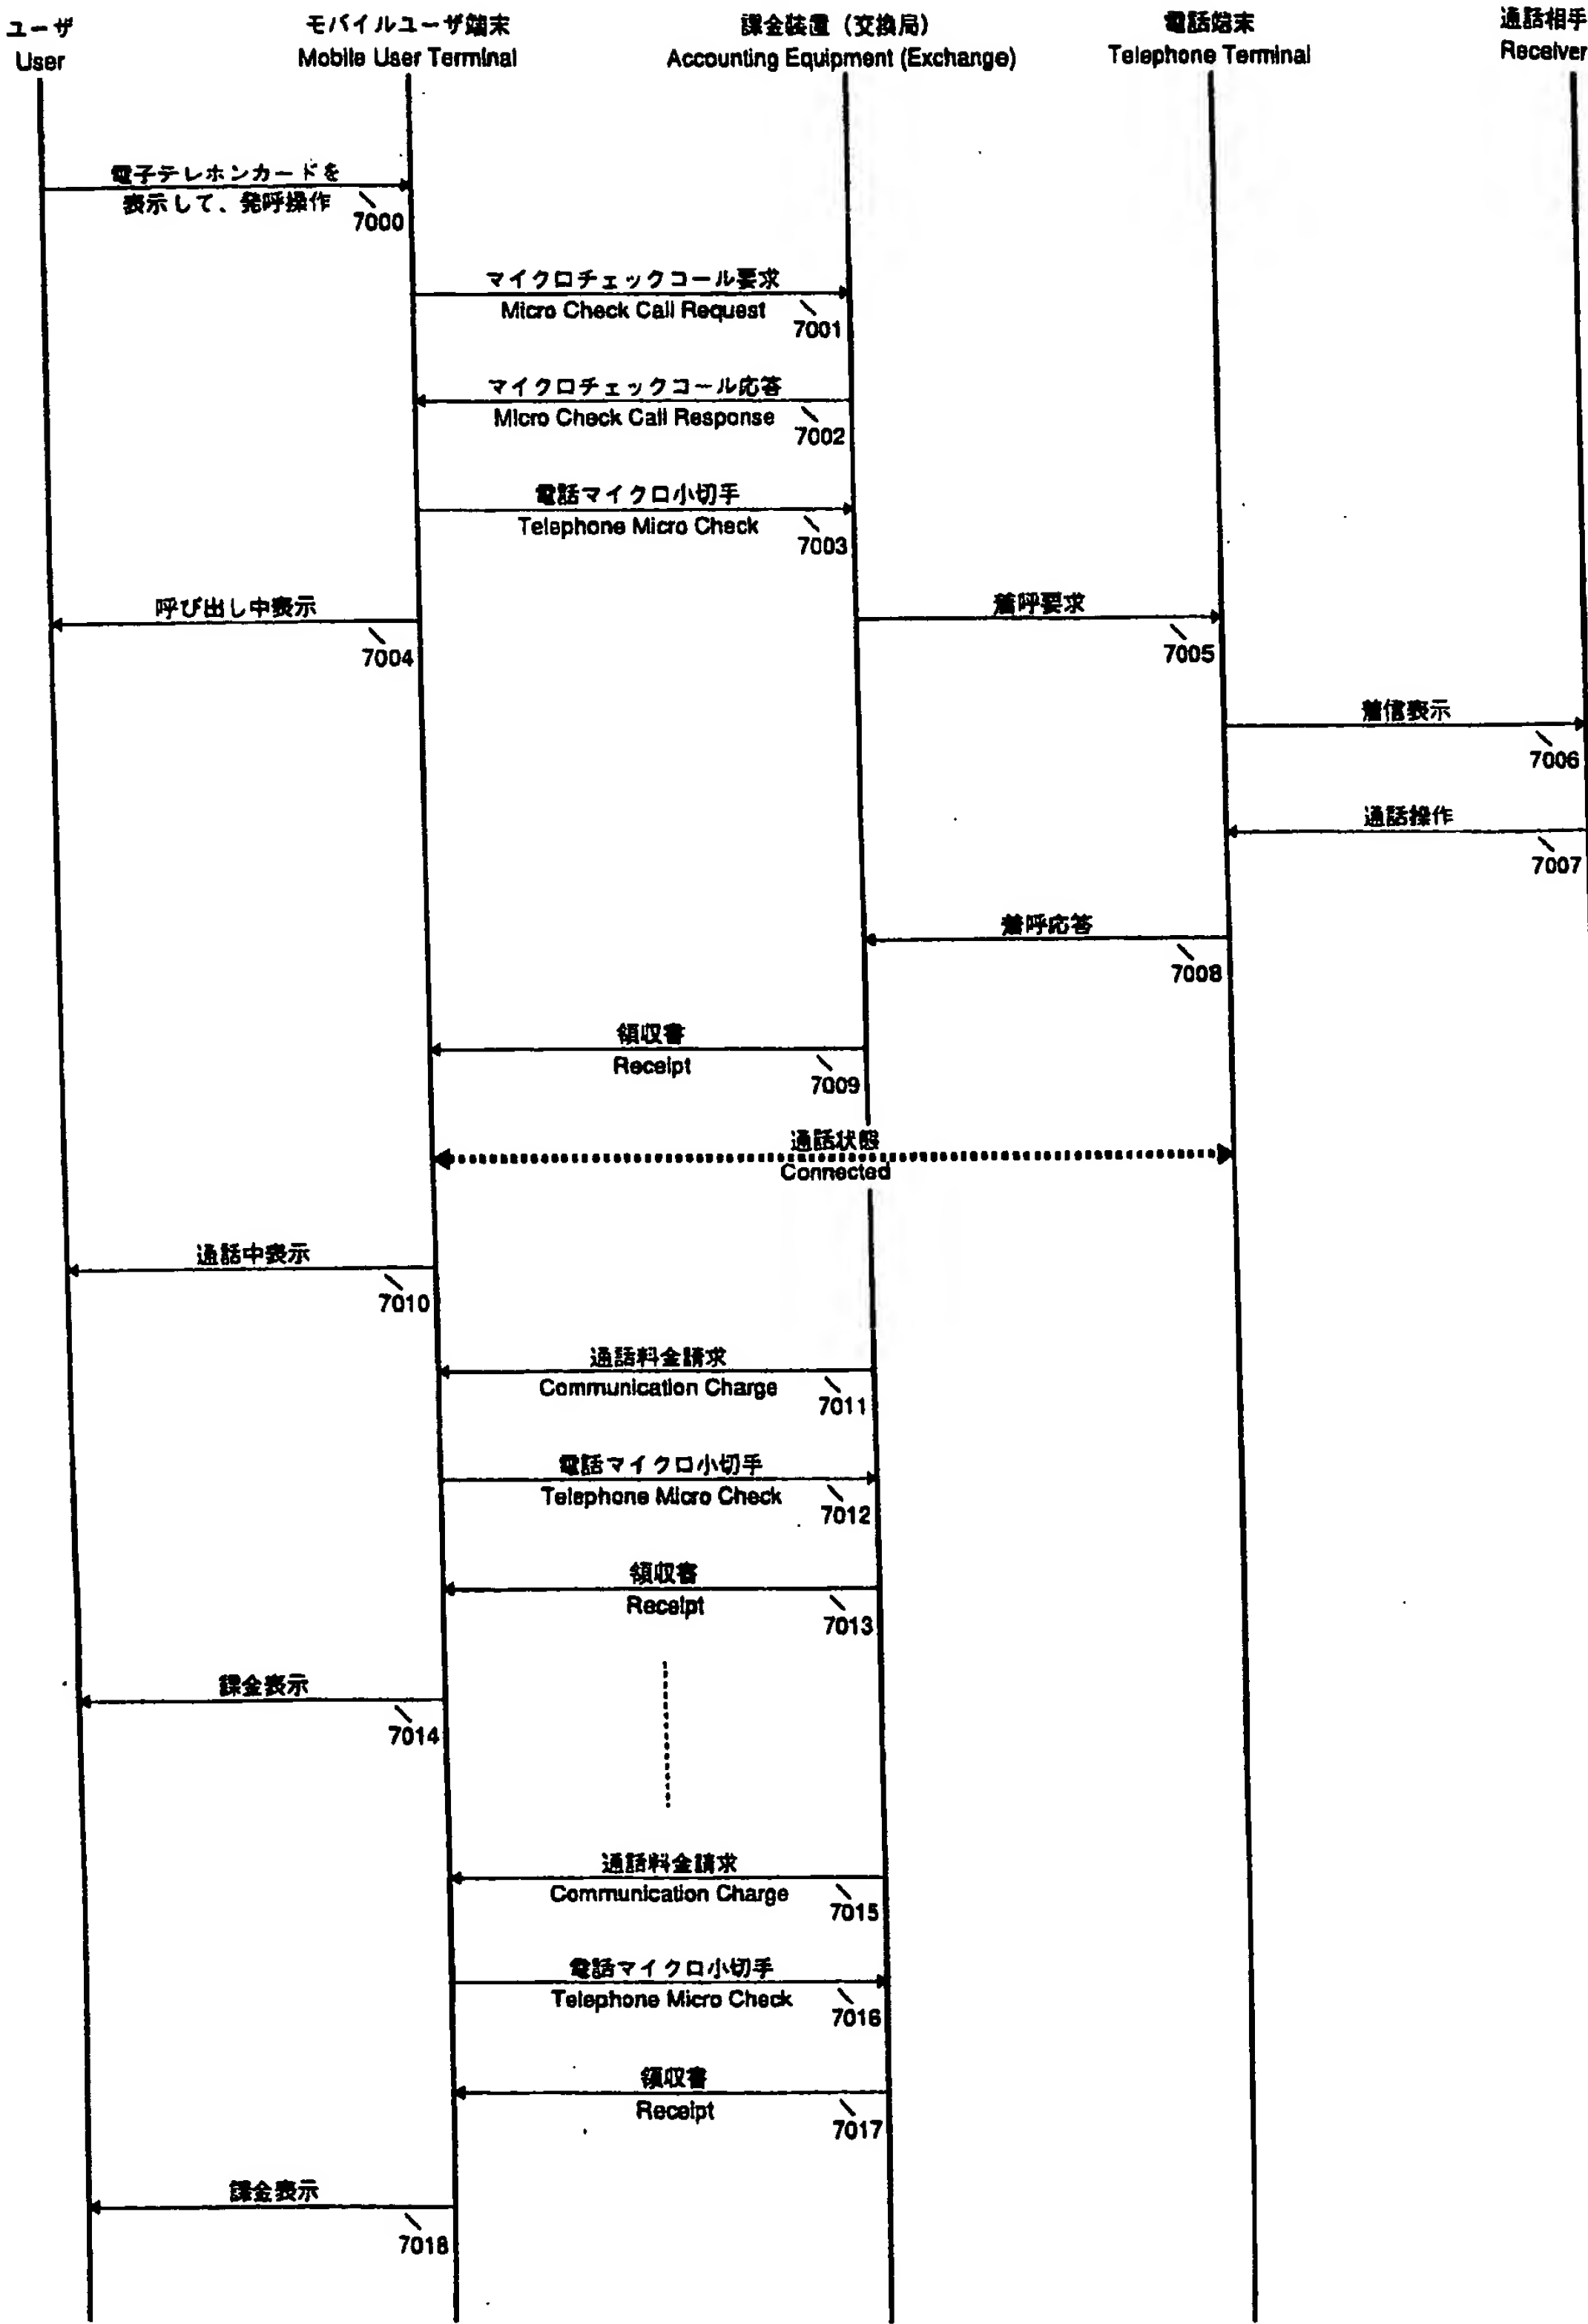 ユーザ
User
モバイルユーザ端末
Mobile User Terminal
課金装置（交換局）
Accounting Equipment (Exchange)
電話端末
Telephone Terminal
通話相手
Receiver
電子テレホンカードを
表示して、発呼操作
7000
マイクロチェックコール要求
Micro Check Call Request
7001
マイクロチェックコール応答
Micro Check Call Response
7002
電話マイクロ小切手
Telephone Micro Check
7003
呼び出し中表示
7004
着呼要求
7005
着信表示
7006
通話操作
7007
着呼応答
7008
領収書
Receipt
7009
通話状態
Connected
通話中表示
7010
通話料金請求
Communication Charge
7011
電話マイクロ小切手
Telephone Micro Check
7012
領収書
Receipt
7013
課金表示
7014
通話料金請求
Communication Charge
7015
電話マイクロ小切手
Telephone Micro Check
7016
領収書
Receipt
7017
課金表示
7018